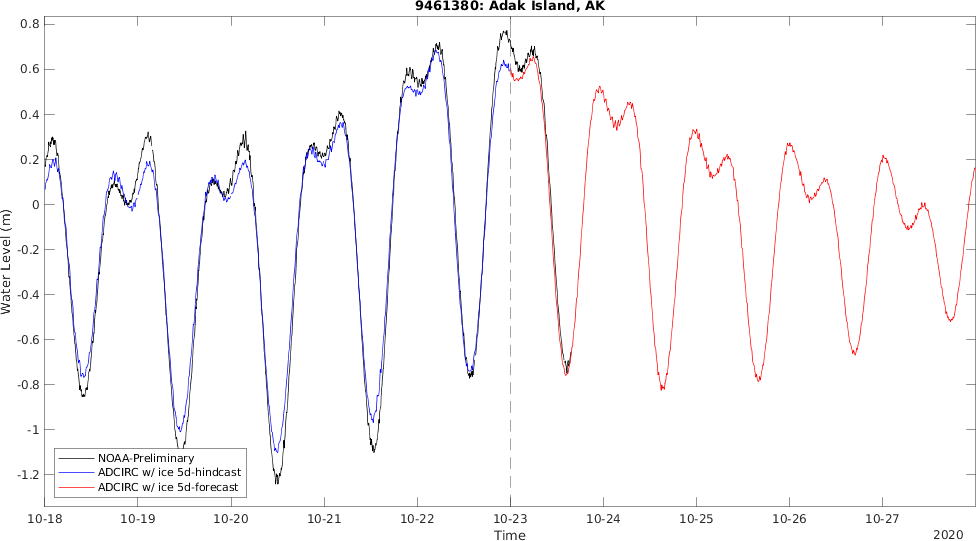 9461380: Adak Island, AK
0.8
0.6
0.4
0.2
0
-0.2
-0.4
-0.6
-0.8
-1
-1.2
Water Level (m)
NOAA-Preliminary
ADCIRC w/ ice 5d-hindcast
ADCIRC w/ ice 5d-forecast
10-18 10-19 10-20 10-21 10-22 10-23 10-24 10-25 10-26 10-27
Time
2020